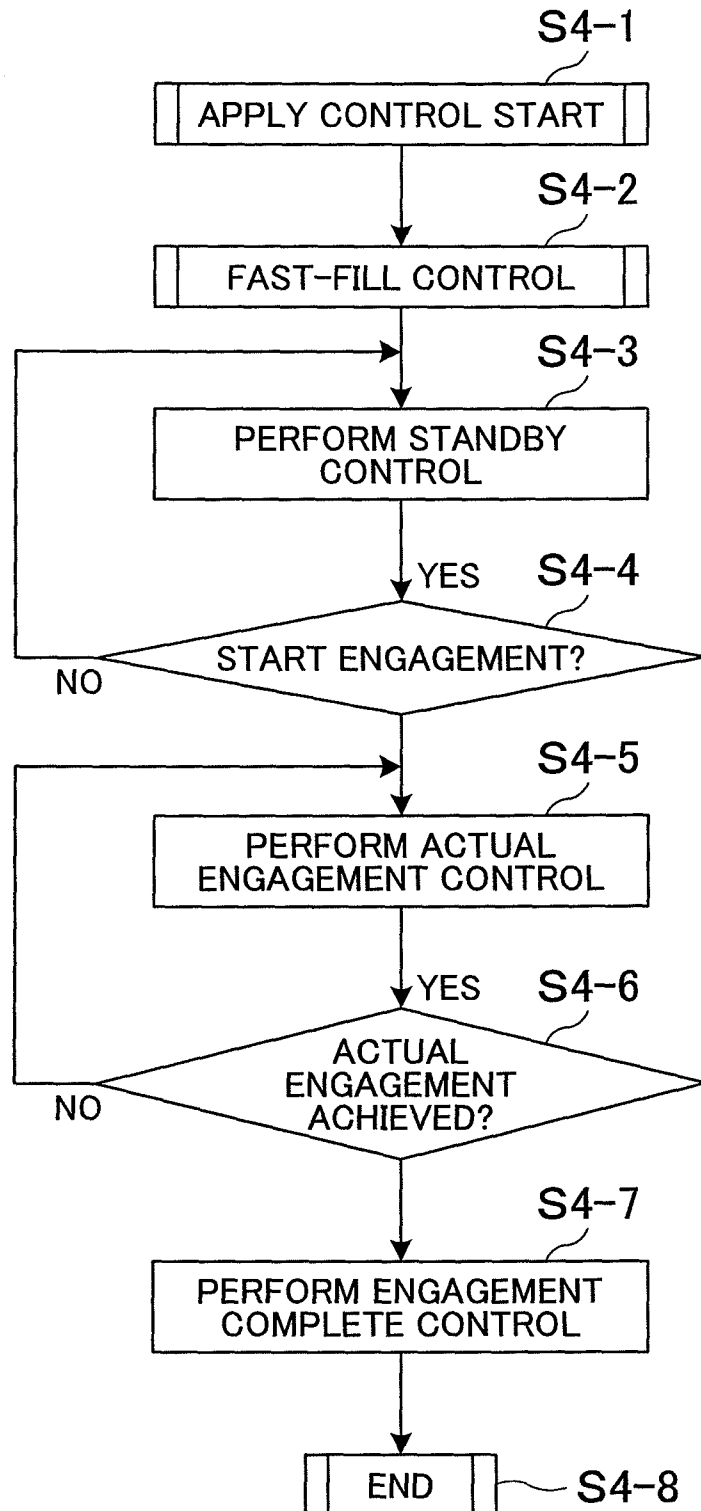 S4-1
APPLY CONTROL START
S4-2
FAST-FILL CONTROL
S4-3
PERFORM STANDBY
CONTROL
YES
S4-4
START ENGAGEMENT?
NO
S4-5
PERFORM ACTUAL
ENGAGEMENT CONTROL
YES
S4-6
ACTUAL
ENGAGEMENT
ACHIEVED?
NO
S4-7
PERFORM ENGAGEMENT
COMPLETE CONTROL
END
S4-8